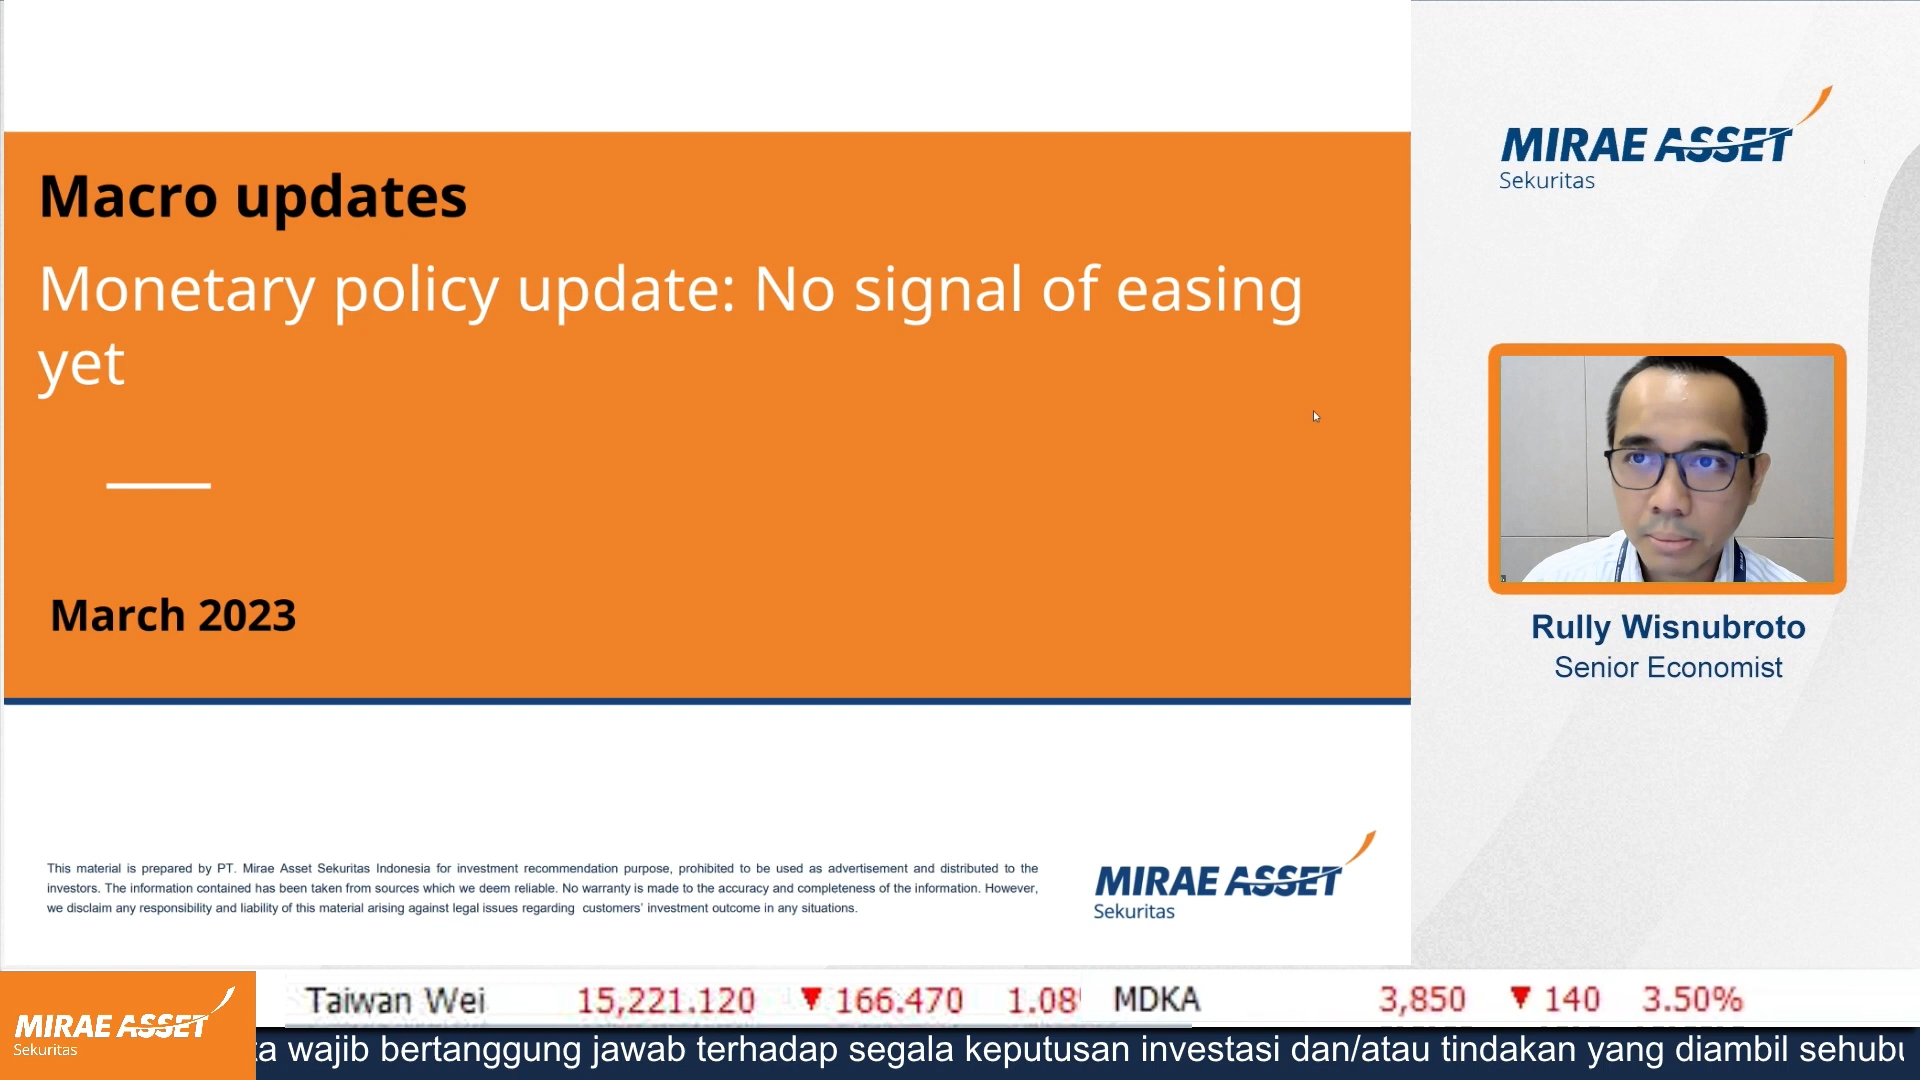 Macro updates
Monetary policy update: No signal of easing
yet
March 2023
This material is prepared by PT. Mirae Asset Sekuritas Indonesia for investment recommendation purpose, prohibited to be used as advertisement and distributed to the
investors. The information contained has been taken from sources which we deem reliable. No warranty is made to the accuracy and completeness of the information. However,
we disclaim any responsibility and liability of this material arising against legal issues regarding customers' investment outcome in any situations.
MIRAE ASSET
Sekuritas
MIRAE ASSET
Sekuritas
Rully Wisnubroto
Senior Economist
MIRAE ASSET
Sekuritas
Taiwan Wei 15,221.120 ▼ 166.470 1.08 MDKA 3,850 ▼ 140 3.50%
wajib bertanggung jawab terhadap segala keputusan investasi dan/atau tindakan yang diambil